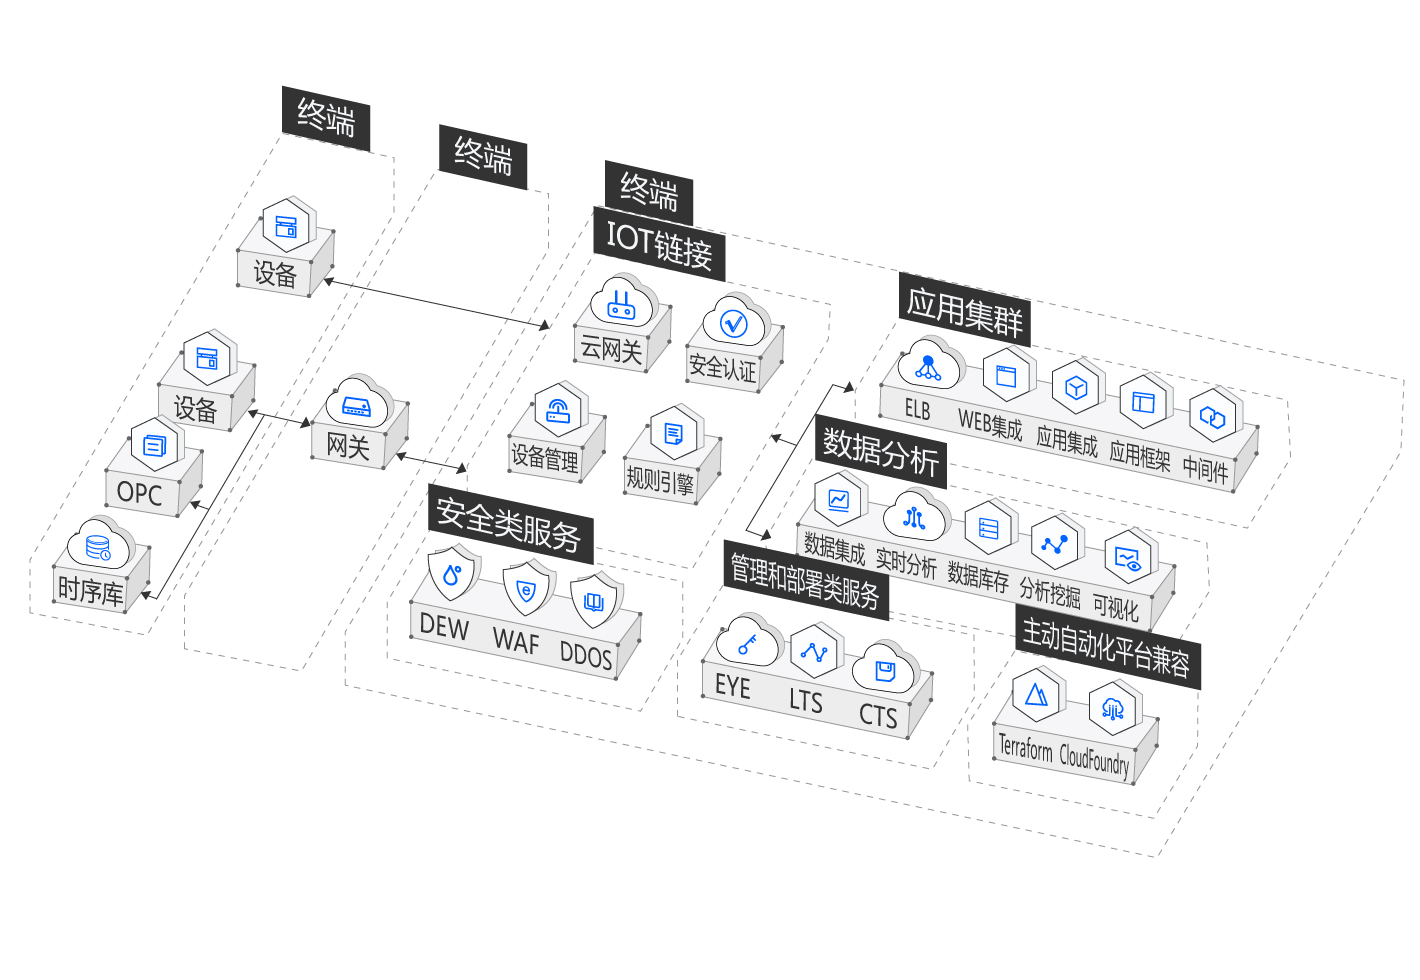 终端
终端
终端
IOT链接
应用集群
设备
云网关
安全认证
设备
网关
设备管理
规则引擎
ELB
WEB集成
应用集成
应用框架
中间件
OPC
数据分析
时序库
安全类服务
数据集成
实时分析
数据库存
分析挖掘
可视化
DEW
WAF
DDOS
管理和部署类服务
主动自动化平台兼容
EYE
LTS
CTS
Terraform
CloudFoundry